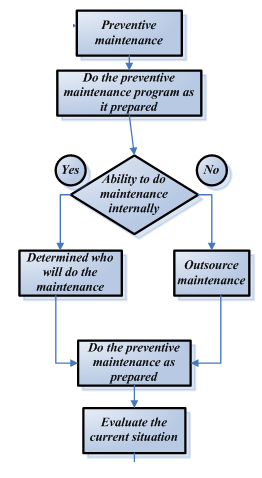 Preventive
maintenance
Do the preventive
maintenance program as
it prepared
Yes
No
Ability to do
maintenance
internally
Determined who
will do the
maintenance
Outsource
maintenance
Do the preventive
maintenance as
prepared
Evaluate the
current situation